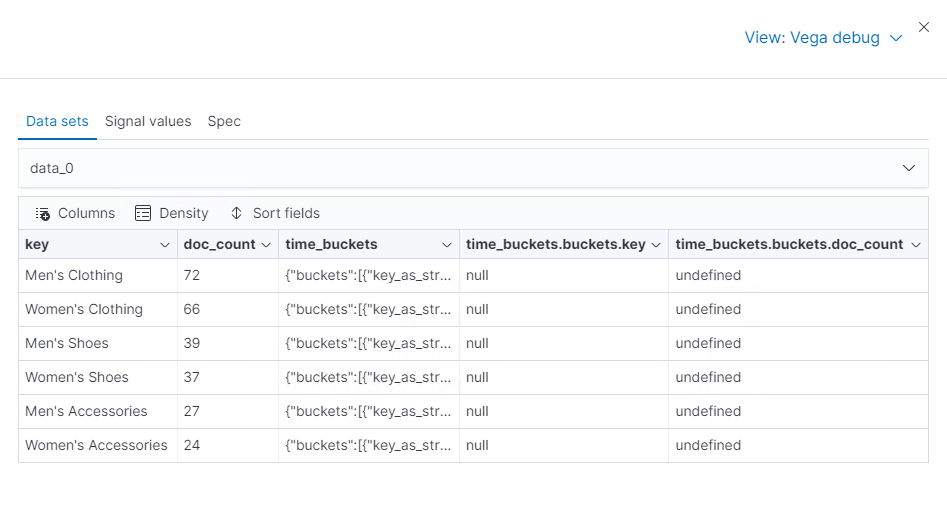 View: Vega debug
Data sets Signal values Spec
data_0
Columns Density Sort fields
key doc_count time_buckets time_buckets.buckets.key time_buckets.buckets.doc_count
Men's Clothing 72 {"buckets":[{"key_as_str... null undefined
Women's Clothing 66 {"buckets":[{"key_as_str... null undefined
Men's Shoes 39 {"buckets":[{"key_as_str... null undefined
Women's Shoes 37 {"buckets":[{"key_as_str... null undefined
Men's Accessories 27 {"buckets":[{"key_as_str... null undefined
Women's Accessories 24 {"buckets":[{"key_as_str... null undefined